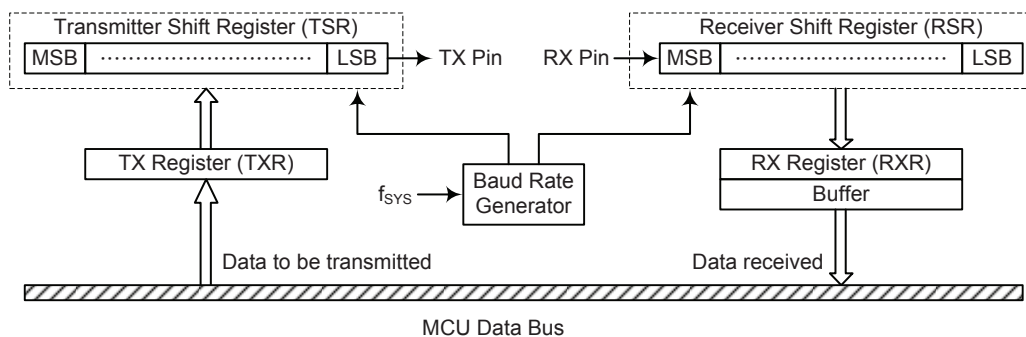 Transmitter Shift Register (TSR)
MSB ………………………… LSB
TX Pin
RX Pin
Receiver Shift Register (RSR)
MSB ………………………… LSB
TX Register (TXR)
fSYS
Baud Rate
Generator
RX Register (RXR)
Buffer
Data to be transmitted
Data received
MCU Data Bus